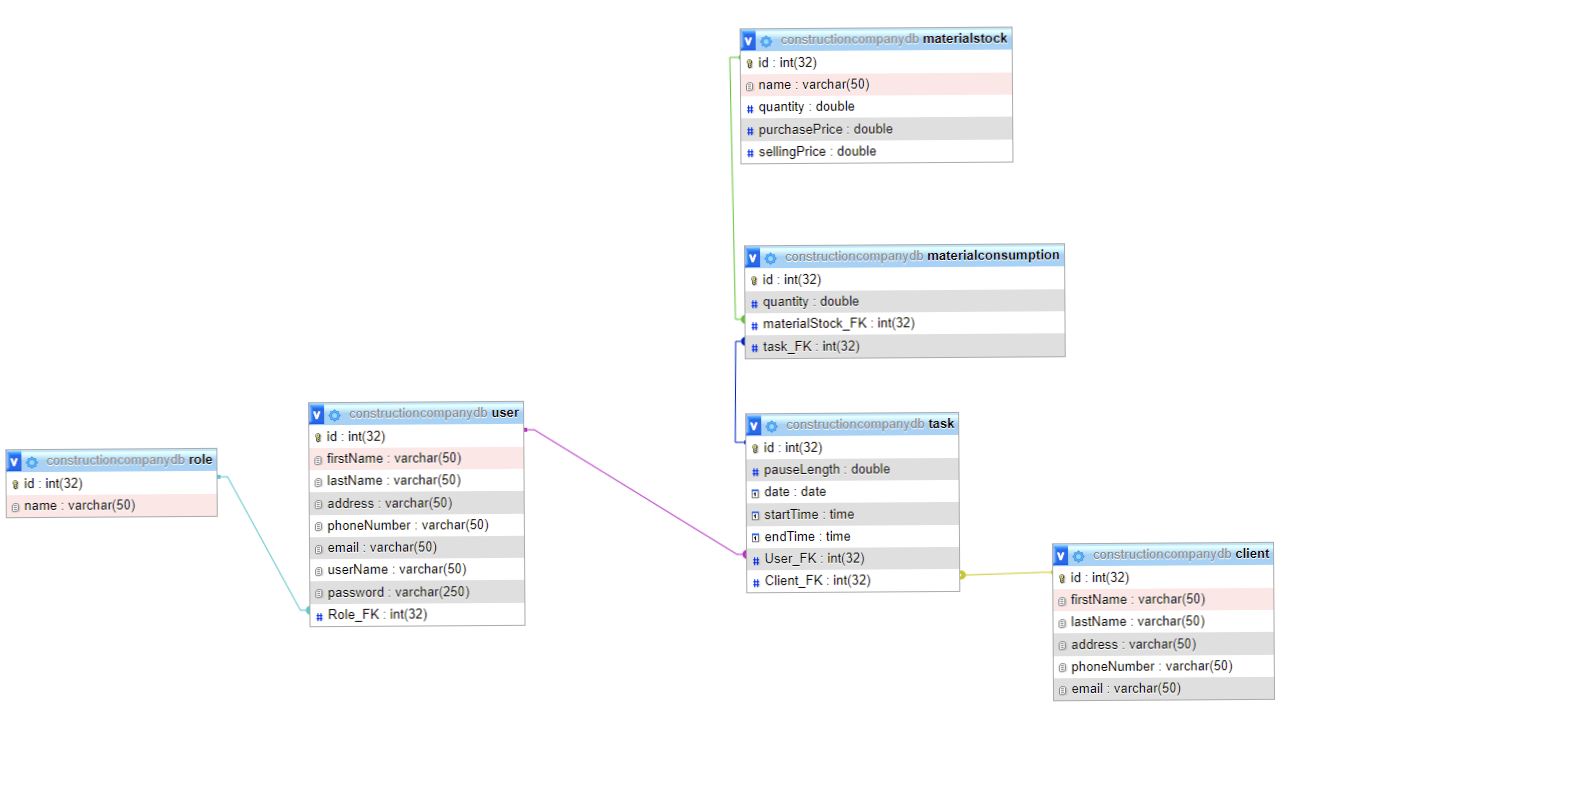 constructioncompanydb materialstock
id : int(32)
name : varchar(50)
quantity : double
purchasePrice : double
sellingPrice : double
constructioncompanydb materialconsumption
id : int(32)
quantity : double
materialStock_FK : int(32)
task_FK : int(32)
constructioncompanydb role
id : int(32)
name : varchar(50)
constructioncompanydb user
id : int(32)
firstName : varchar(50)
lastName : varchar(50)
address : varchar(50)
phoneNumber : varchar(50)
email : varchar(50)
userName : varchar(50)
password : varchar(250)
Role_FK : int(32)
constructioncompanydb task
id : int(32)
pauseLength : double
date : date
startTime : time
endTime : time
User_FK : int(32)
Client_FK : int(32)
constructioncompanydb client
id : int(32)
firstName : varchar(50)
lastName : varchar(50)
address : varchar(50)
phoneNumber : varchar(50)
email : varchar(50)